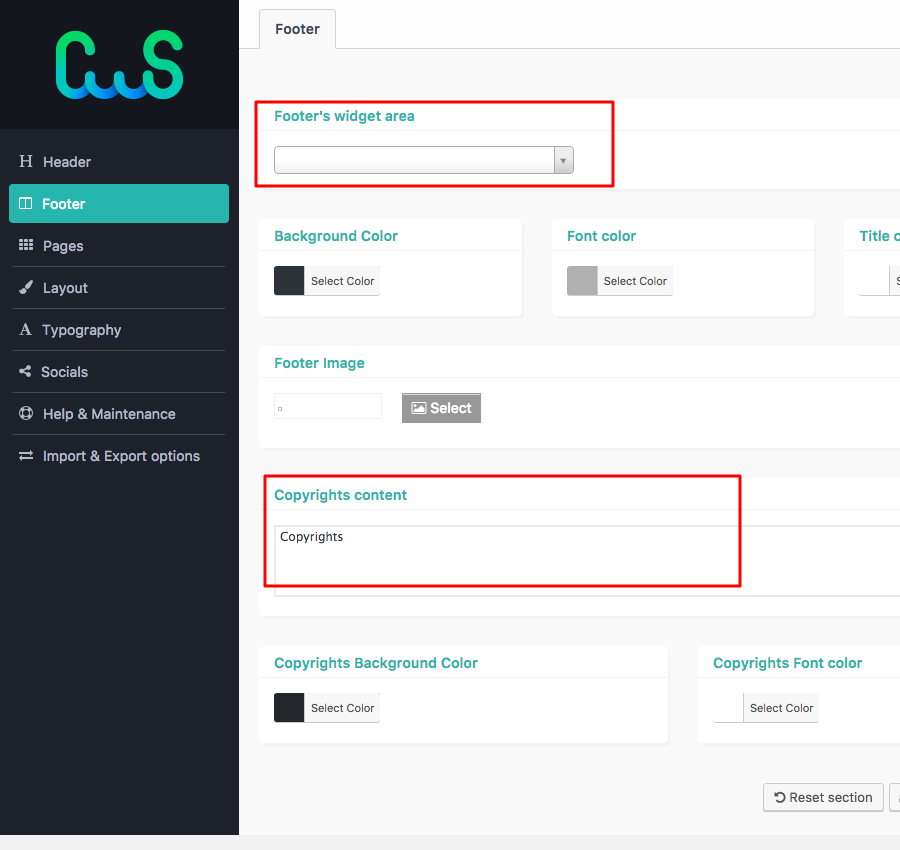 CWS
Footer
Header
Footer
Pages
Layout
Typography
Socials
Help & Maintenance
Import & Export options
Footer's widget area
Background Color
Font color
Title c
Select Color
Select Color
S
Footer Image
Select
Copyrights content
Copyrights
Copyrights Background Color
Copyrights Font color
Select Color
Select Color
Reset section